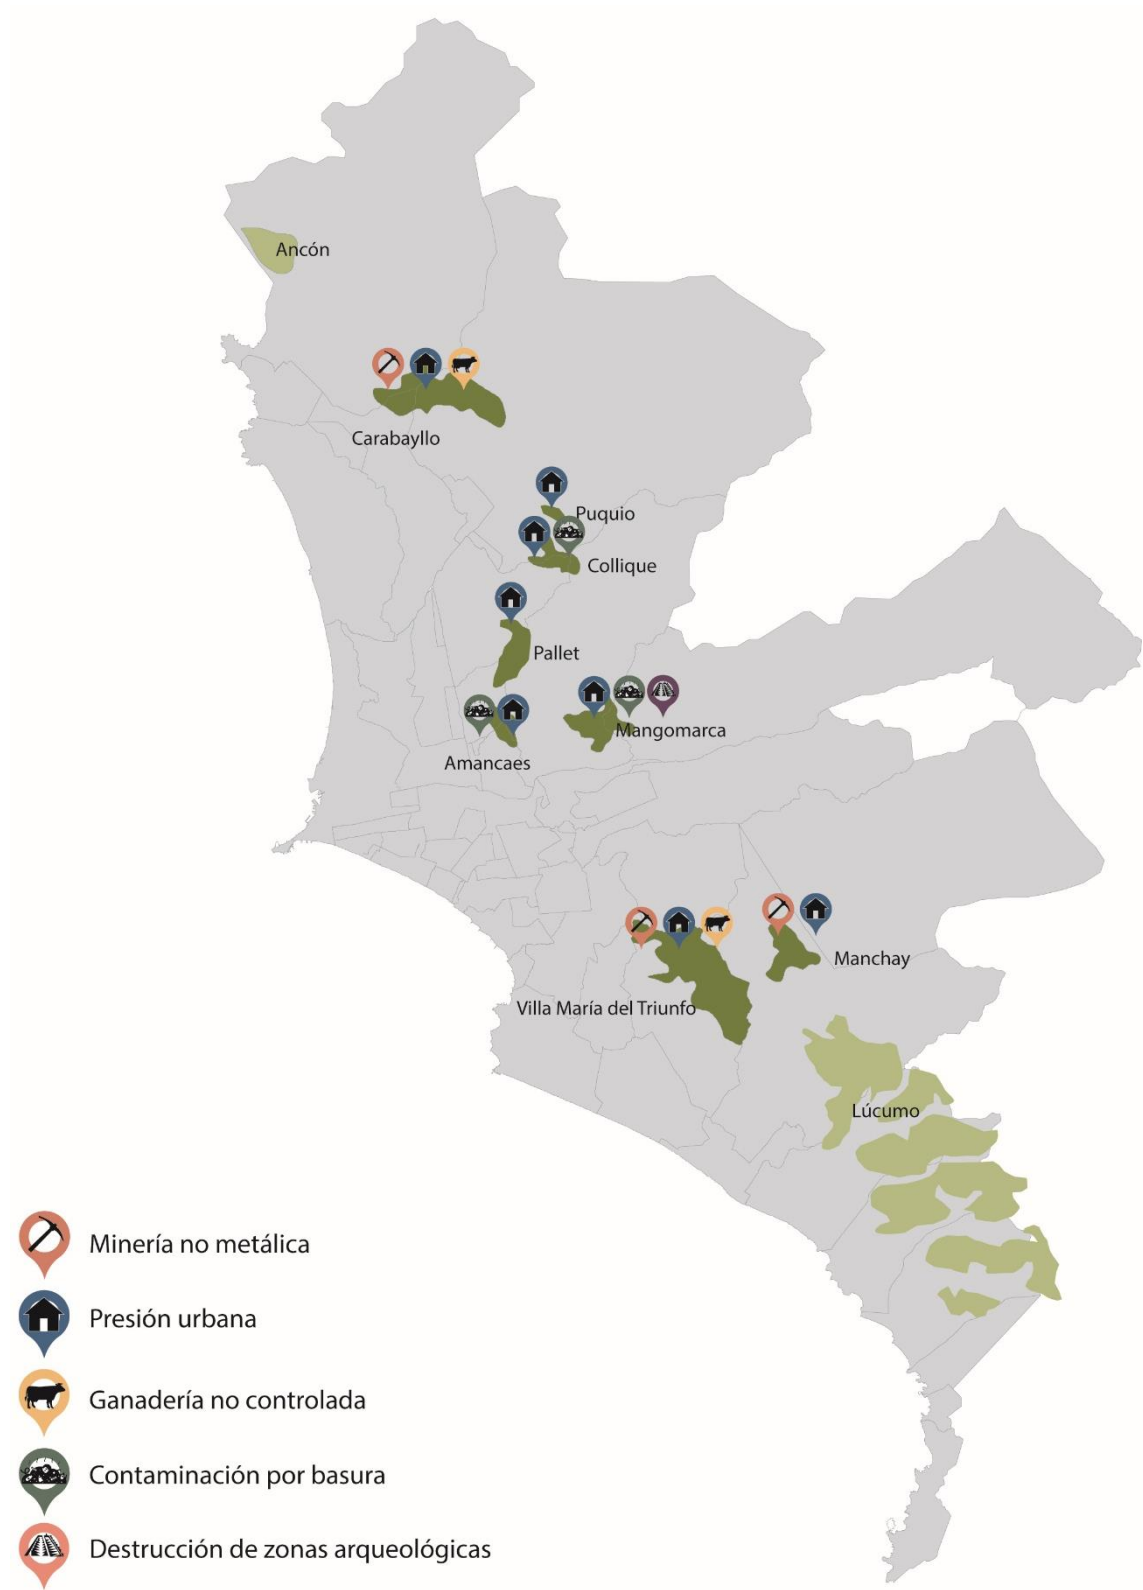 Ancón
Carabayllo
Puquio
Collique
Pallet
Mangomarca
Amancaes
Manchay
Villa María del Triunfo
Lúcumo
Minería no metálica
Presión urbana
Ganadería no controlada
Contaminación por basura
Destrucción de zonas arqueológicas